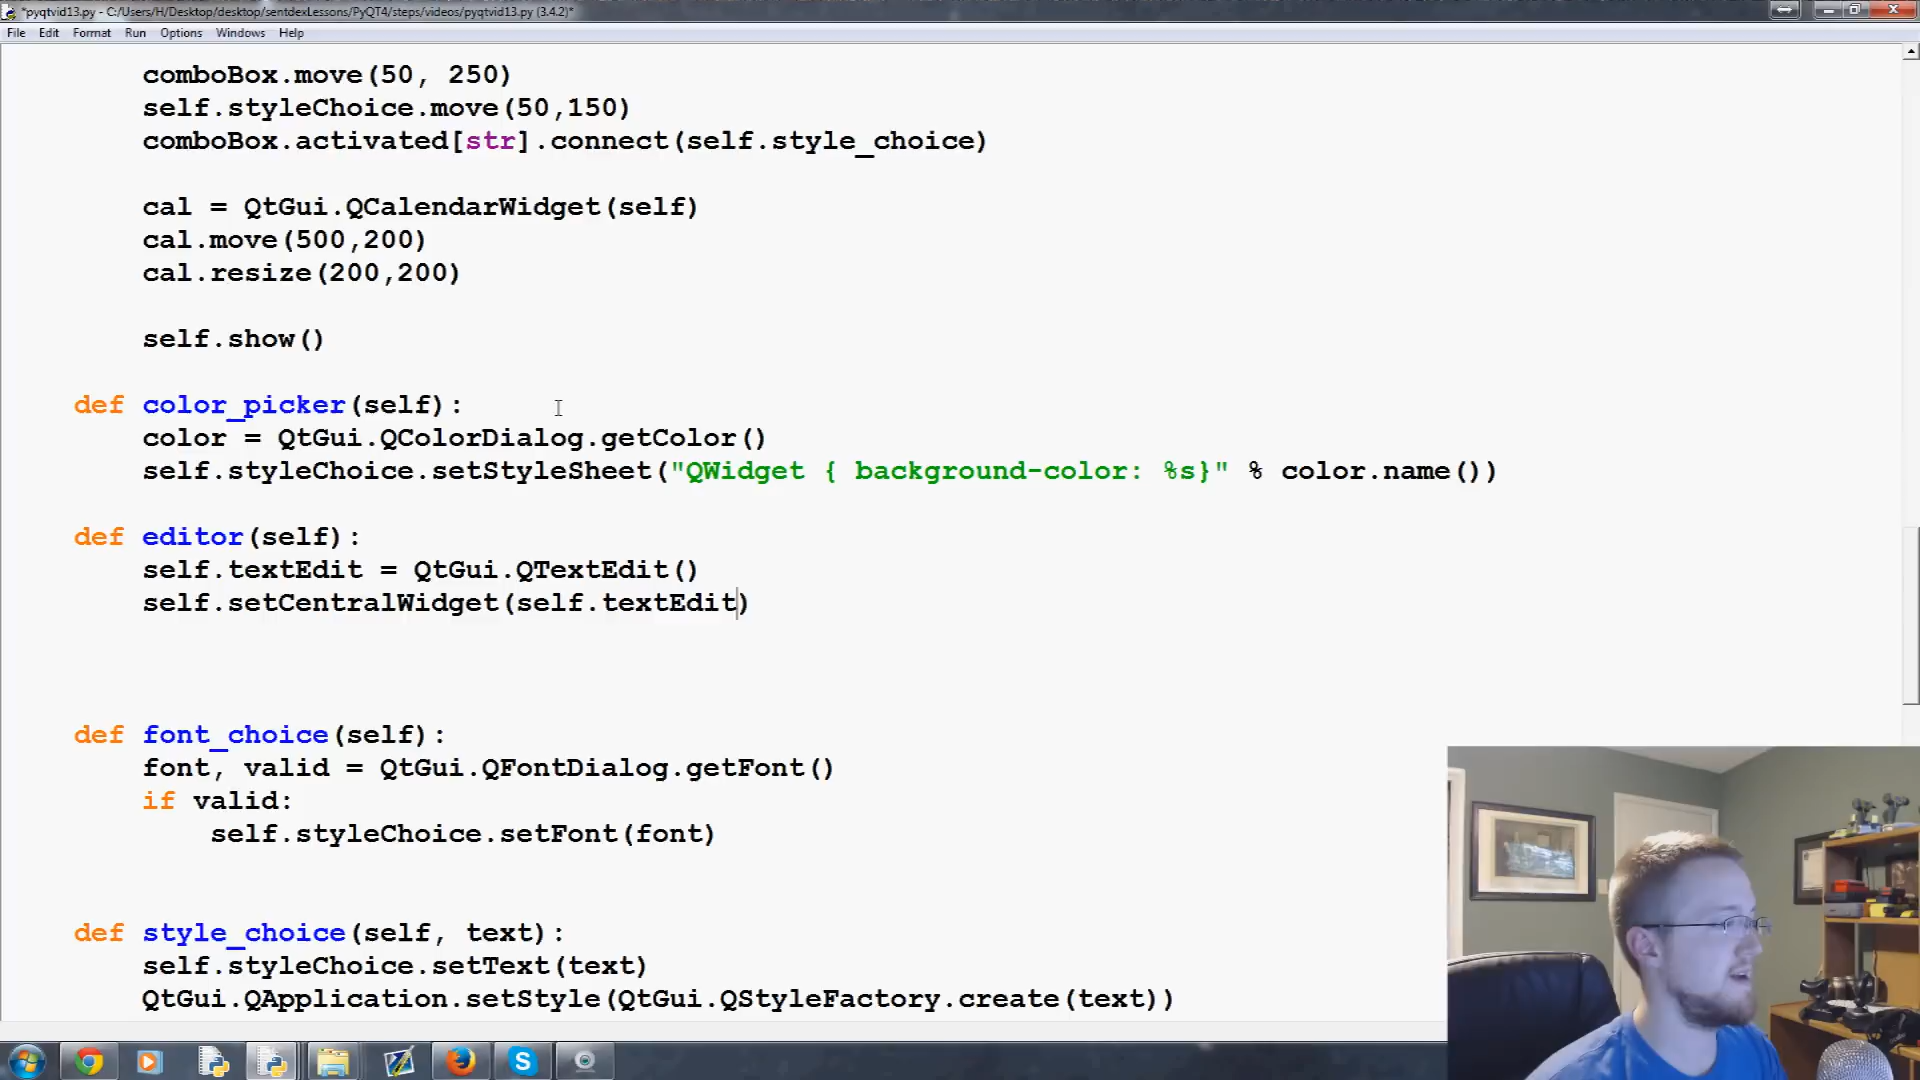 *pyqtvid13.py - C:/Users/H/Desktop/desktop/sentdexLessons/PyQT4/steps/videos/pyqtvid13.py (3.4.2)*
File Edit Format Run Options Windows Help
comboBox.move(50, 250)
self.styleChoice.move(50,150)
comboBox.activated[str].connect(self.style_choice)
cal = QtGui.QCalendarWidget(self)
cal.move(500,200)
cal.resize(200,200)
self.show()
def color_picker(self):
color = QtGui.QColorDialog.getColor()
self.styleChoice.setStyleSheet("QWidget { background-color: %s}" % color.name())
def editor(self):
self.textEdit = QtGui.QTextEdit()
self.setCentralWidget(self.textEdit)
def font_choice(self):
font, valid = QtGui.QFontDialog.getFont()
if valid:
self.styleChoice.setFont(font)
def style_choice(self, text):
self.styleChoice.setText(text)
QtGui.QApplication.setStyle(QtGui.QStyleFactory.create(text))